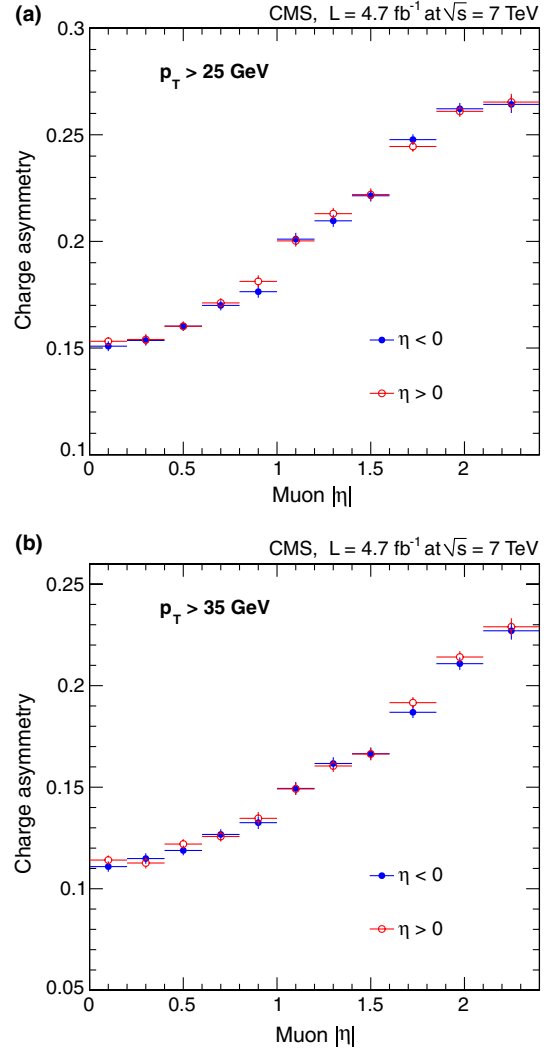 (a)
CMS, L = 4.7 fb⁻¹ at √s = 7 TeV
p_T > 25 GeV
Charge asymmetry
0.3
0.25
0.2
0.15
0.1
η < 0
η > 0
0 0.5 1 1.5 2
Muon |η|
(b)
CMS, L = 4.7 fb⁻¹ at √s = 7 TeV
p_T > 35 GeV
Charge asymmetry
0.25
0.2
0.15
0.1
0.05
η < 0
η > 0
0 0.5 1 1.5 2
Muon |η|